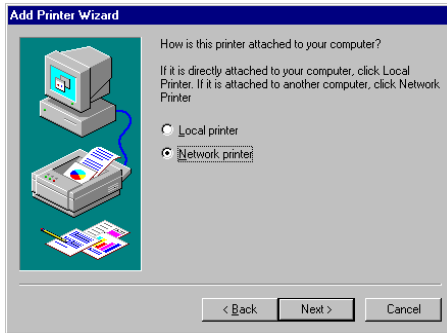 Add Printer Wizard
How is this printer attached to your computer?
If it is directly attached to your computer, click Local
Printer. If it is attached to another computer, click Network
Printer
Local printer
Network printer
< Back
Next >
Cancel